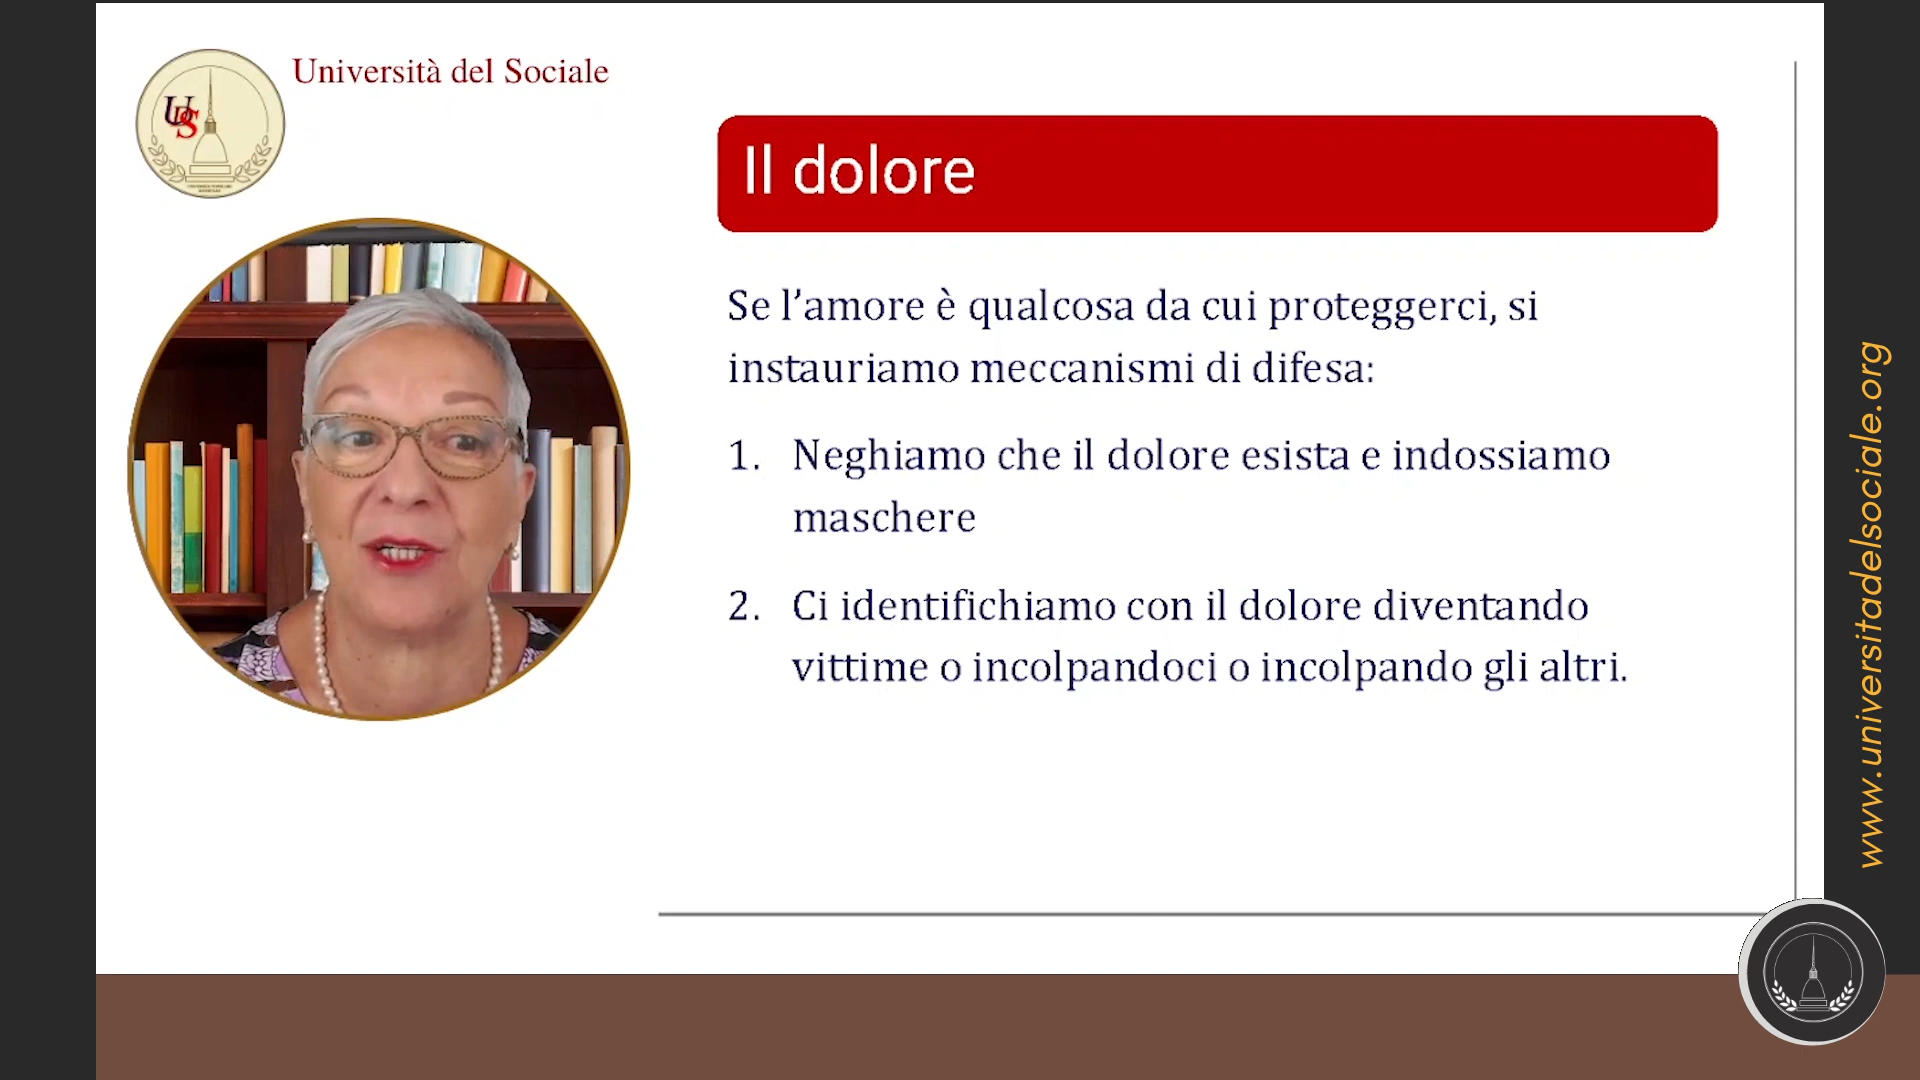 Università del Sociale
UDS
Il dolore
Se l’amore è qualcosa da cui proteggerci, si
instauriamo meccanismi di difesa:
1. Neghiamo che il dolore esista e indossiamo
maschere
2. Ci identifichiamo con il dolore diventando
vittime o incolpandoci o incolpando gli altri.
www.universitadelsociale.org